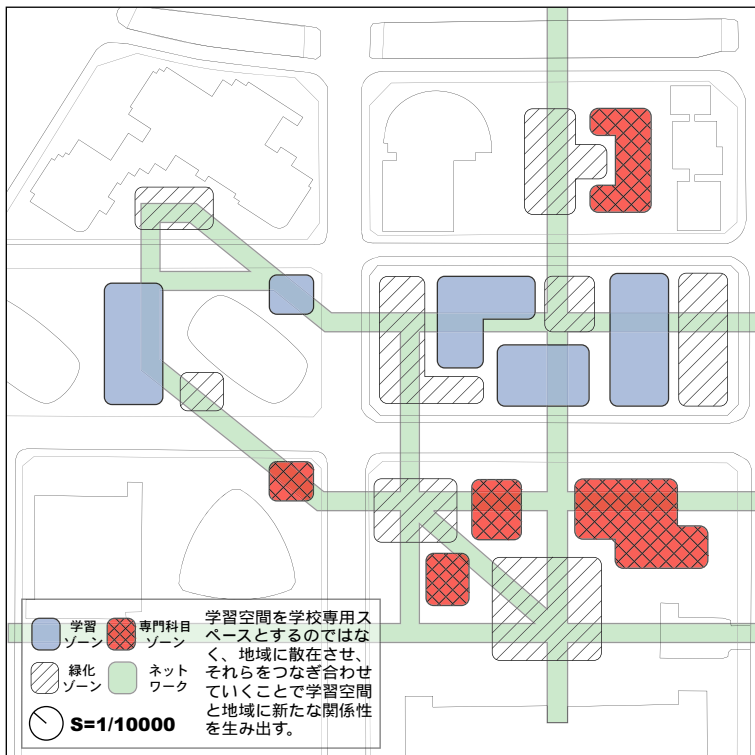 学習
ゾーン
専門科目
ゾーン
緑化
ゾーン
ネット
ワーク
S=1/10000
学習空間を学校専用ス
ペースとするのではな
く、地域に散在させ、
それらをつなぎ合わせ
ていくことで学習空間
と地域に新たな関係性
を生み出す。